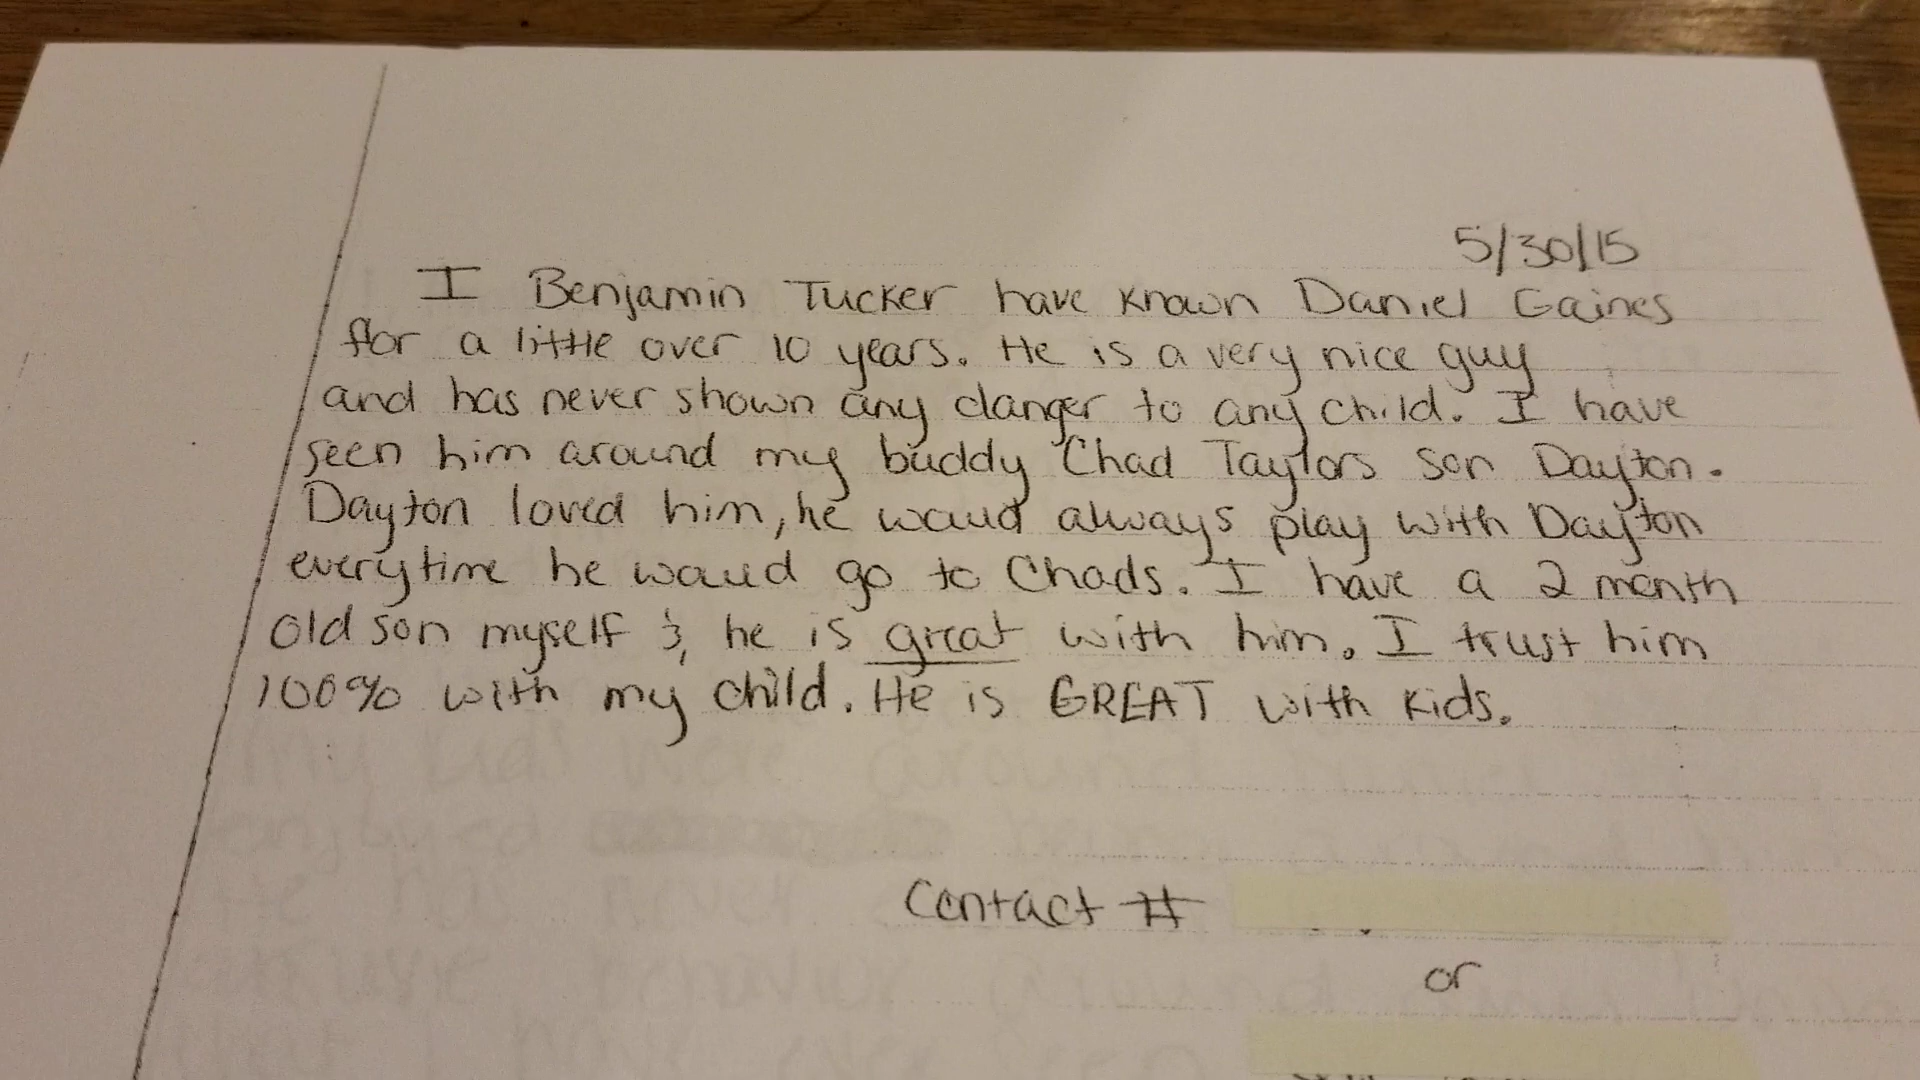 5/30/15
I Benjamin Tucker have known Daniel Gaines
for a little over 10 years. He is a very nice guy
and has never shown any danger to any child. I have
seen him around my buddy Chad Taylors son Dayton.
Dayton loved him, he would always play with Dayton
everytime he would go to Chads. I have a 2 month
old son myself & he is great with him. I trust him
100% with my child. He is GREAT with kids.
Contact #
or